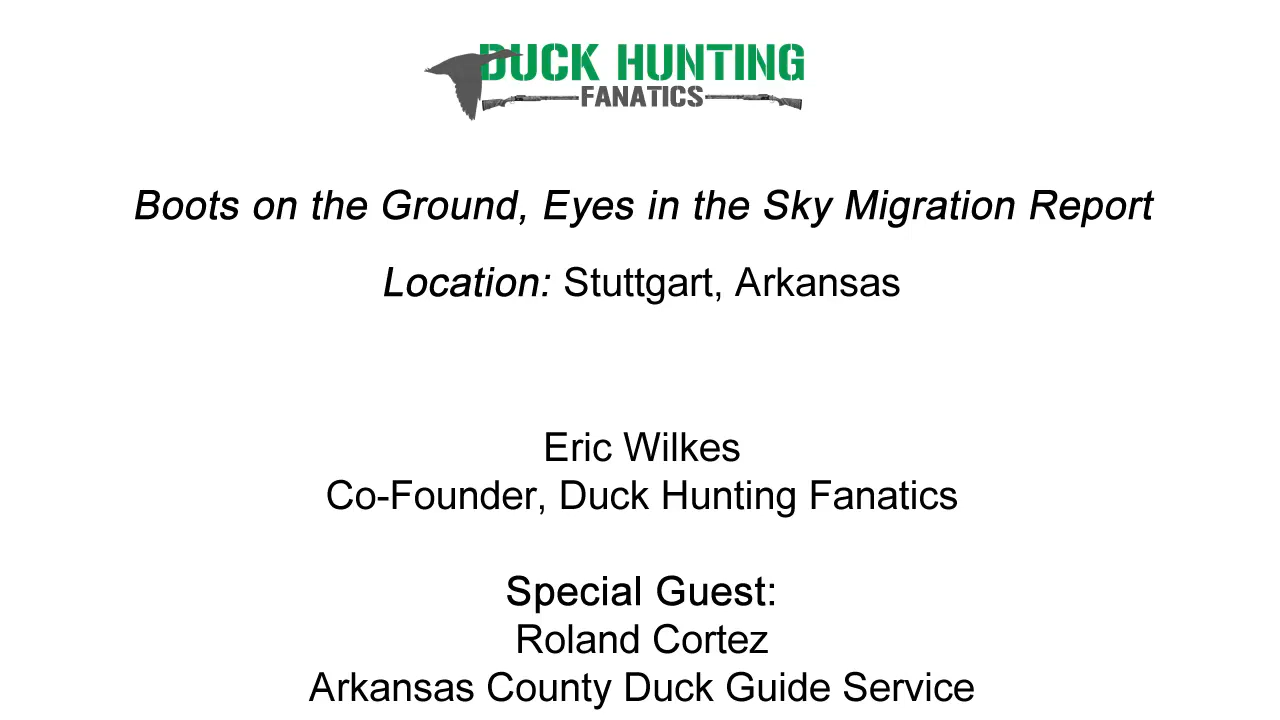 DUCK HUNTING
FANATICS
Boots on the Ground, Eyes in the Sky Migration Report
Location: Stuttgart, Arkansas
Eric Wilkes
Co-Founder, Duck Hunting Fanatics
Special Guest:
Roland Cortez
Arkansas County Duck Guide Service